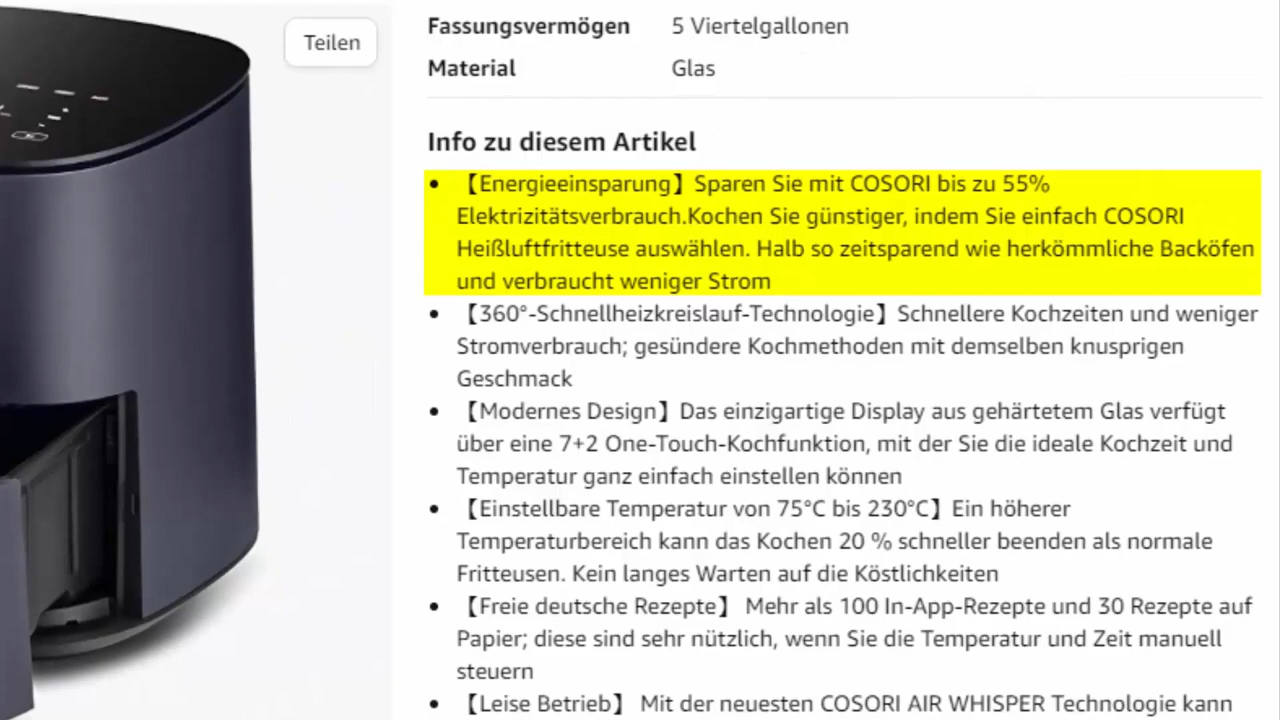 Teilen
Fassungsvermögen 5 Viertelgallonen
Material Glas
Info zu diesem Artikel
【Energieeinsparung】Sparen Sie mit COSORI bis zu 55%
Elektrizitätsverbrauch.Kochen Sie günstiger, indem Sie einfach COSORI
Heißluftfritteuse auswählen. Halb so zeitsparend wie herkömmliche Backöfen
und verbraucht weniger Strom
【360°-Schnellheizkreislauf-Technologie】Schnellere Kochzeiten und weniger
Stromverbrauch; gesündere Kochmethoden mit demselben knusprigen
Geschmack
【Modernes Design】Das einzigartige Display aus gehärtetem Glas verfügt
über eine 7+2 One-Touch-Kochfunktion, mit der Sie die ideale Kochzeit und
Temperatur ganz einfach einstellen können
【Einstellbare Temperatur von 75°C bis 230°C】Ein höherer
Temperaturbereich kann das Kochen 20 % schneller beenden als normale
Fritteusen. Kein langes Warten auf die Köstlichkeiten
【Freie deutsche Rezepte】 Mehr als 100 In-App-Rezepte und 30 Rezepte auf
Papier; diese sind sehr nützlich, wenn Sie die Temperatur und Zeit manuell
steuern
【Leise Betrieb】 Mit der neuesten COSORI AIR WHISPER Technologie kann